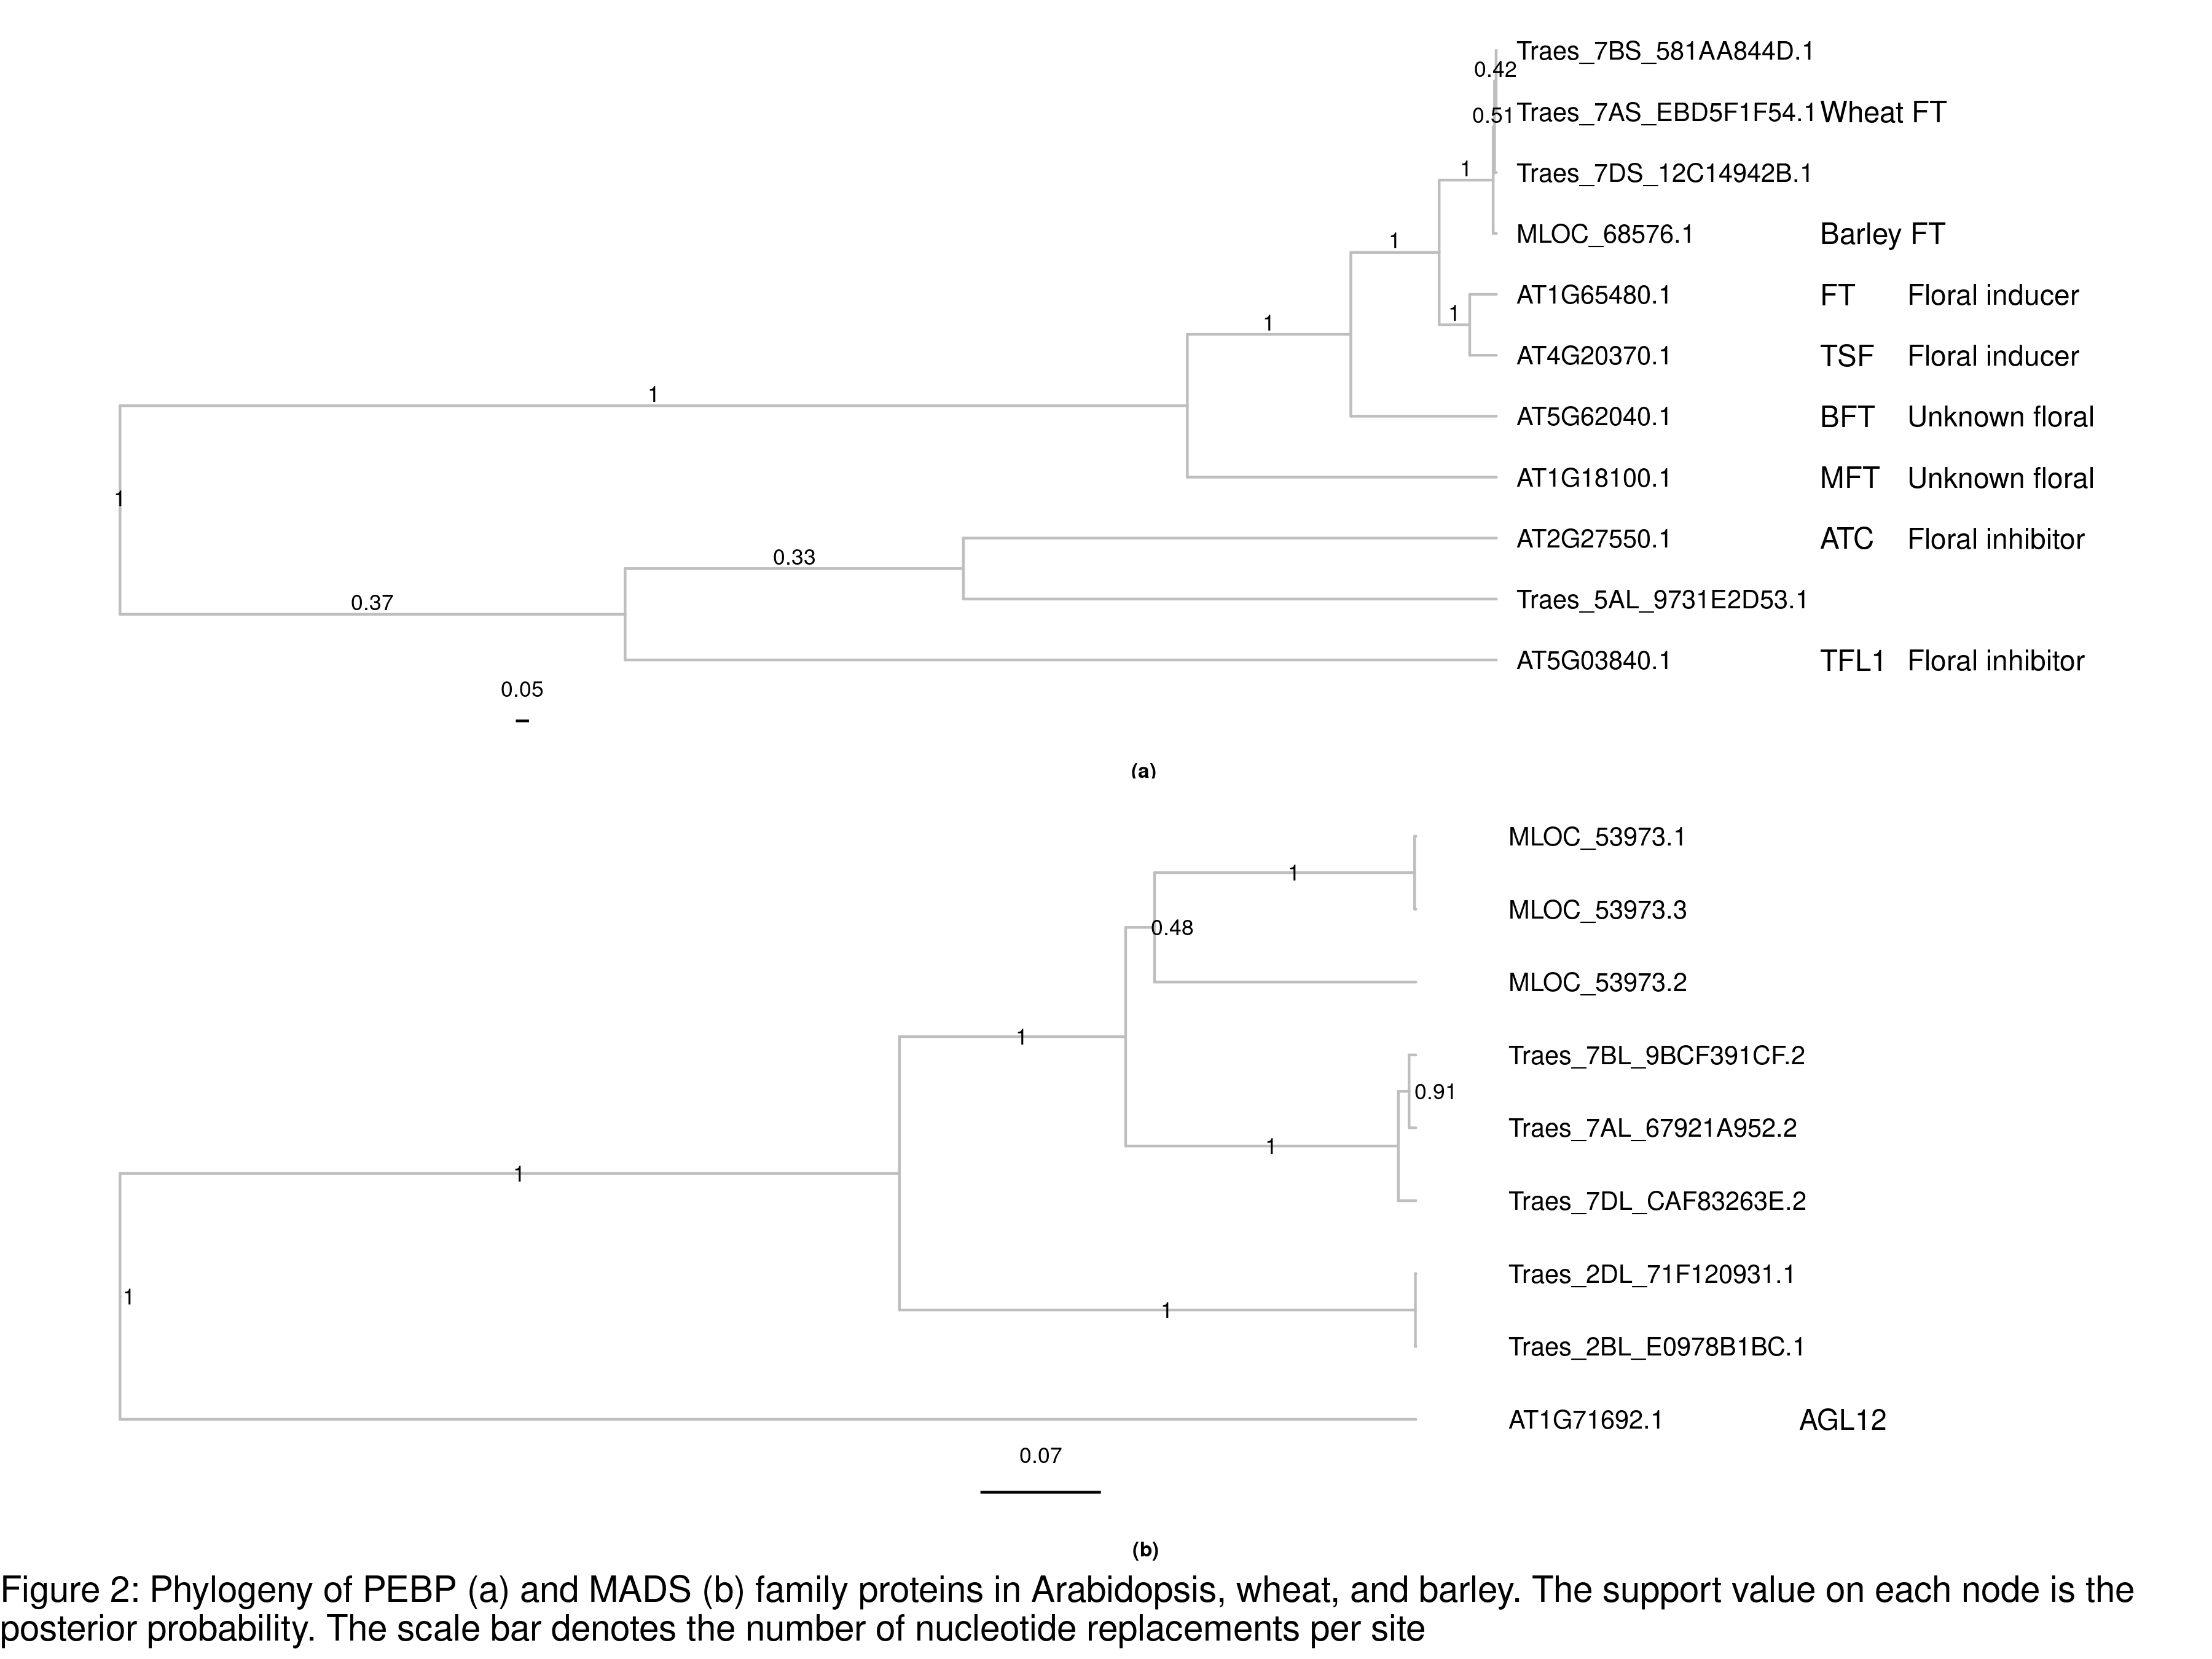 Traes_7BS_581AA844D.1
0.42
0.51 Traes_7AS_EBD5F1F54.1 Wheat FT
1 Traes_7DS_12C14942B.1
1 MLOC_68576.1 Barley FT
AT1G65480.1 FT Floral inducer
1
1 AT4G20370.1 TSF Floral inducer
1 AT5G62040.1 BFT Unknown floral
AT1G18100.1 MFT Unknown floral
1
AT2G27550.1 ATC Floral inhibitor
0.33
0.37 Traes_5AL_9731E2D53.1
AT5G03840.1 TFL1 Floral inhibitor
0.05
(a)
MLOC_53973.1
1
MLOC_53973.3
0.48
MLOC_53973.2
1
Traes_7BL_9BCF391CF.2
0.91
Traes_7AL_67921A952.2
1
1
Traes_7DL_CAF83263E.2
Traes_2DL_71F120931.1
1
1
Traes_2BL_E0978B1BC.1
AT1G71692.1 AGL12
0.07
(b)
Figure 2: Phylogeny of PEBP (a) and MADS (b) family proteins in Arabidopsis, wheat, and barley. The support value on each node is the
posterior probability. The scale bar denotes the number of nucleotide replacements per site